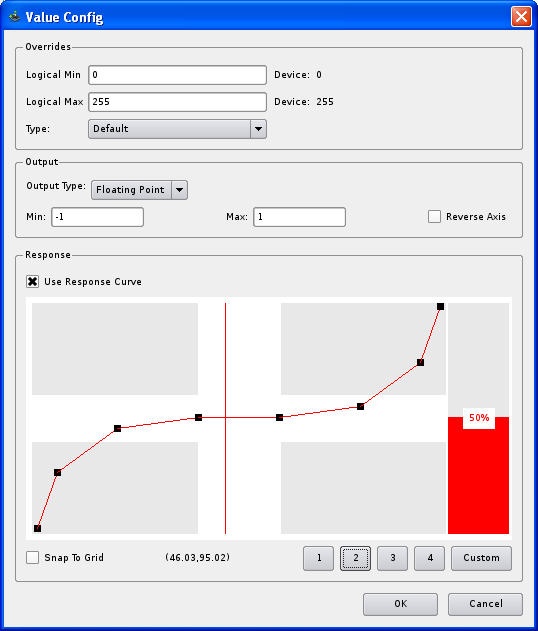 Value Config
Overrides
Logical Min 0 Device: 0
Logical Max 255 Device: 255
Type: Default
Output
Output Type: Floating Point
Min: -1 Max: 1 Reverse Axis
Response
Use Response Curve
50%
Snap To Grid (46.03,95.02) 1 2 3 4 Custom
OK Cancel